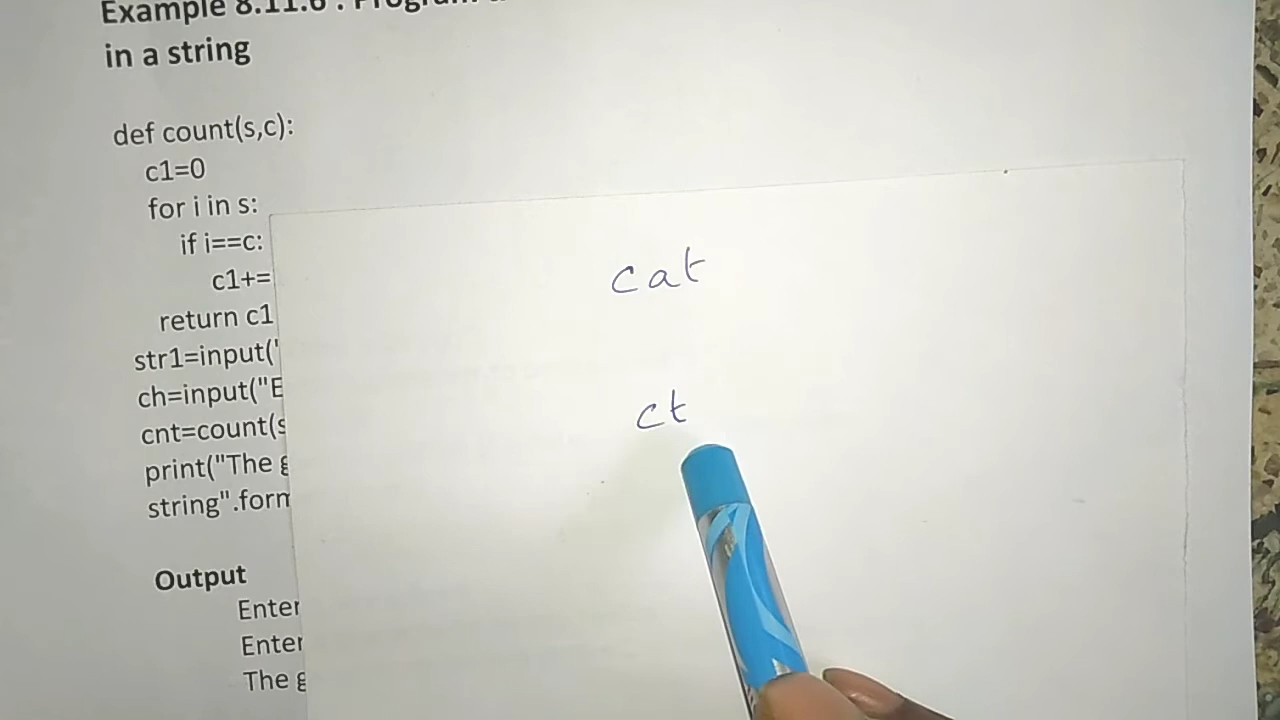 Example 8.11.6 : Program
in a string
def count(s,c):
c1=0
for i in s:
if i==c:
c1+=
return c1
str1=input('
ch=input("E
cnt=count(s
print("The g
string".form
cat
ct
Output
Enter
Enter
The g